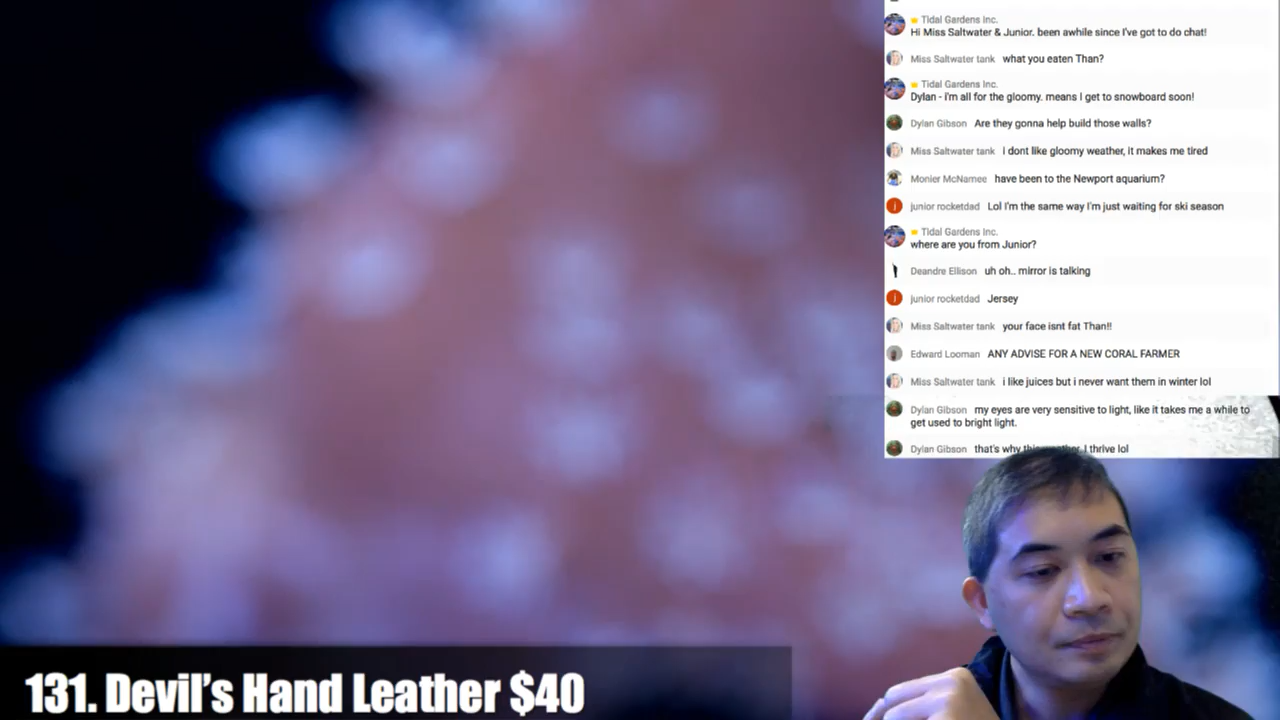 Tidal Gardens Inc.
Hi Miss Saltwater & Junior. been awhile since I've got to do chat!
Miss Saltwater tank what you eaten Than?
Tidal Gardens Inc.
Dylan - i'm all for the gloomy. means I get to snowboard soon!
Dylan Gibson Are they gonna help build those walls?
Miss Saltwater tank i dont like gloomy weather, it makes me tired
Monier McNamee have been to the Newport aquarium?
junior rocketdad Lol I'm the same way I'm just waiting for ski season
Tidal Gardens Inc.
where are you from Junior?
Deandre Ellison uh oh.. mirror is talking
junior rocketdad Jersey
Miss Saltwater tank your face isnt fat Than!!
Edward Looman ANY ADVISE FOR A NEW CORAL FARMER
Miss Saltwater tank i like juices but i never want them in winter lol
Dylan Gibson my eyes are very sensitive to light, like it takes me a while to
get used to bright light.
Dylan Gibson that's why I thrive lol
131. Devil's Hand Leather $40